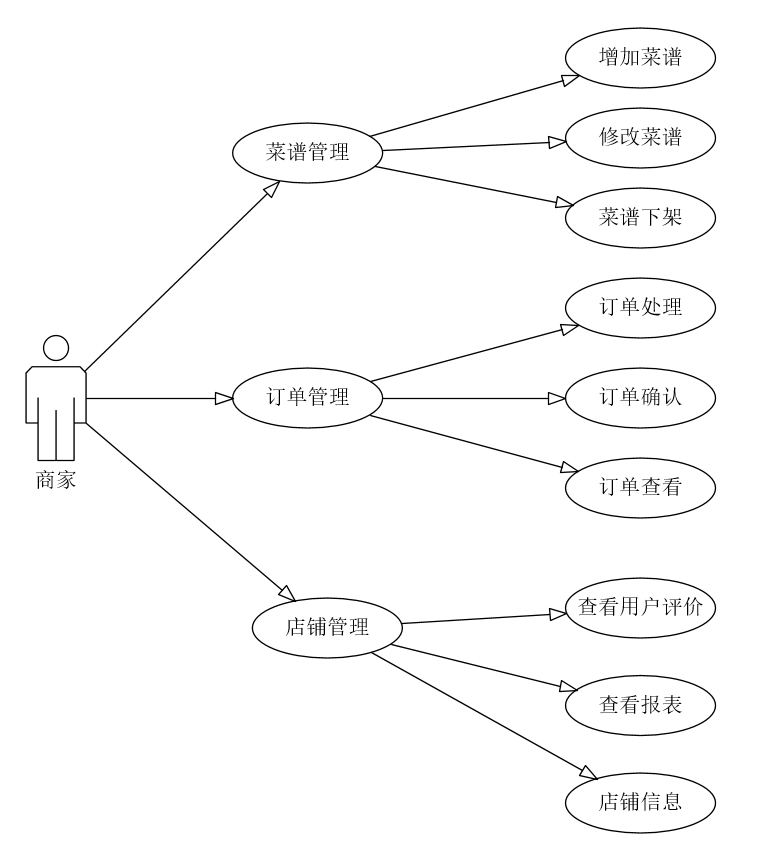 增加菜谱
修改菜谱
菜谱管理
菜谱下架
订单处理
订单管理
订单确认
商家
订单查看
查看用户评价
店铺管理
查看报表
店铺信息